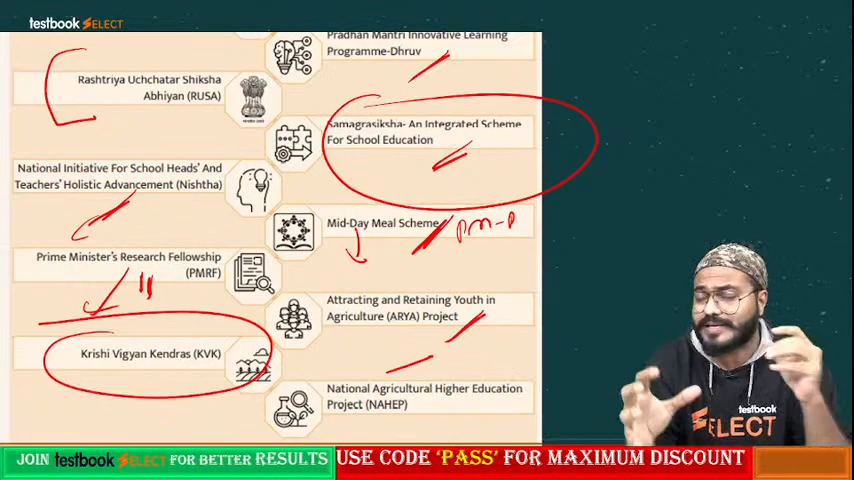 testbook SELECT
Pradhan Mantri Innovative Learning
Programme-Dhruv
Rashtriya Uchchatar Shiksha
Abhiyan (RUSA)
Samagrasiksha- An Integrated Scheme
For School Education
National Initiative For School Heads' And
Teachers' Holistic Advancement (Nishtha)
Mid-Day Meal Scheme
PM-P
Prime Minister's Research Fellowship
(PMRF)
Attracting and Retaining Youth in
Agriculture (ARYA) Project
Krishi Vigyan Kendras (KVK)
National Agricultural Higher Education
Project (NAHEP)
testbook
SELECT
JOIN testbook SELECT FOR BETTER RESULTS
USE CODE 'PASS' FOR MAXIMUM DISCOUNT